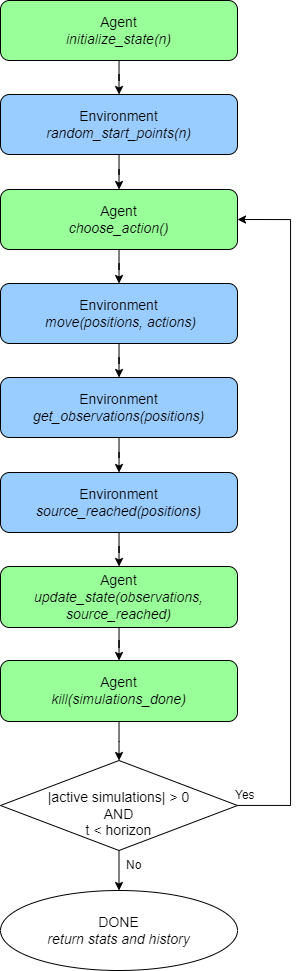 Agent
initialize_state(n)
Environment
random_start_points(n)
Agent
choose_action()
Environment
move(positions, actions)
Environment
get_observations(positions)
Environment
source_reached(positions)
Agent
update_state(observations,
source_reached)
Agent
kill(simulations_done)
|active simulations| > 0
AND
t < horizon
Yes
No
DONE
return stats and history